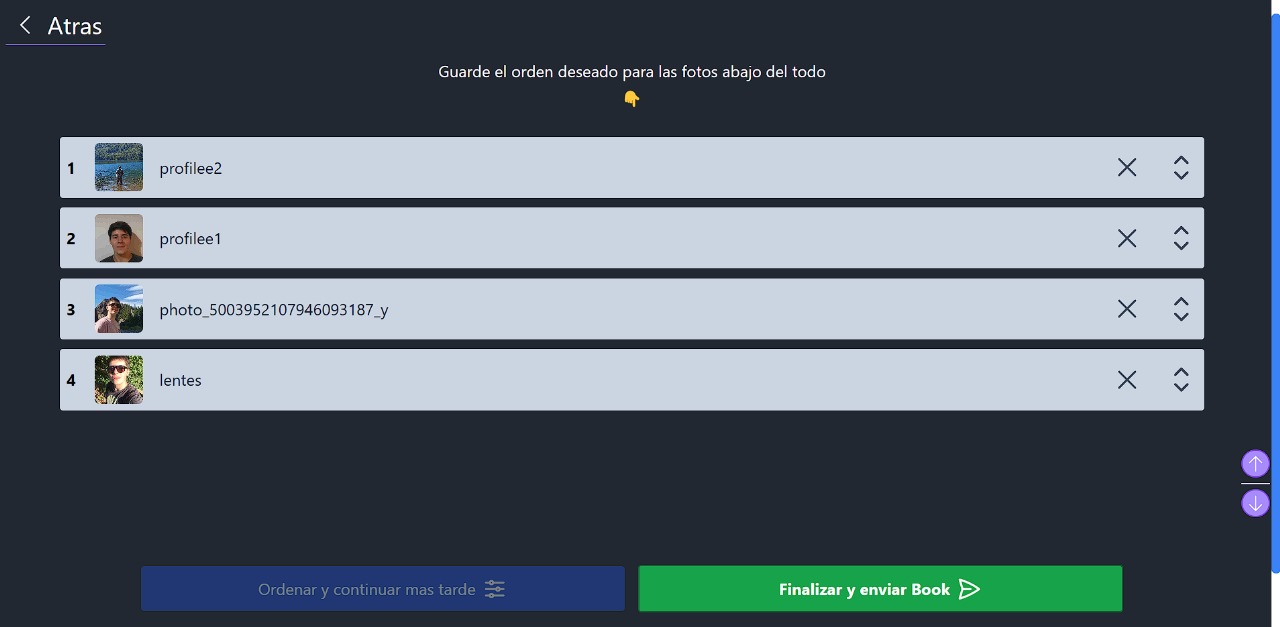 Atras
Guarde el orden deseado para las fotos abajo del todo
👇
1 profilee2
2 profilee1
3 photo_5003952107946093187_y
4 lentes
Ordenar y continuar mas tarde
Finalizar y enviar Book